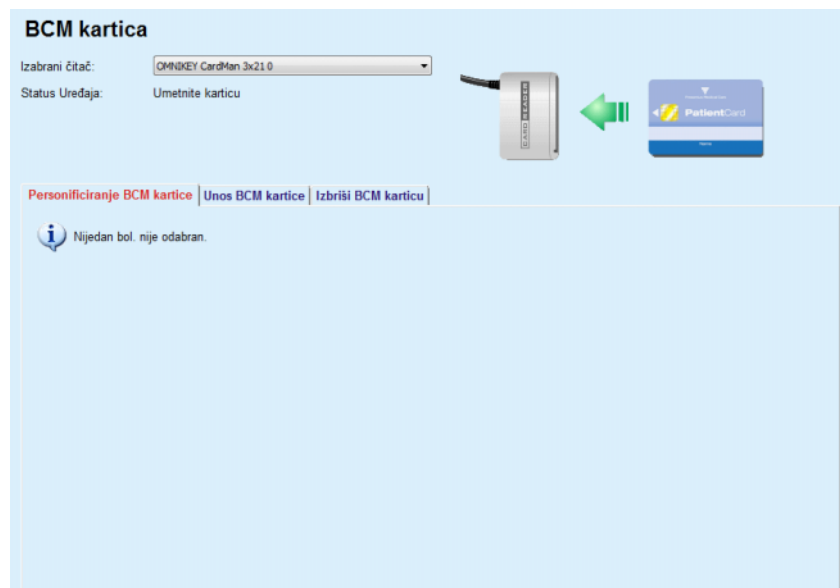 BCM kartica
Izabrani čitač:
OMNIKEY CardMan 3x21 0
Status Uređaja:
Umetnite karticu
CARD READER
PatientCard
Personificiranje BCM kartice
Unos BCM kartice
Izbriši BCM karticu
Nijedan bol. nije odabran.